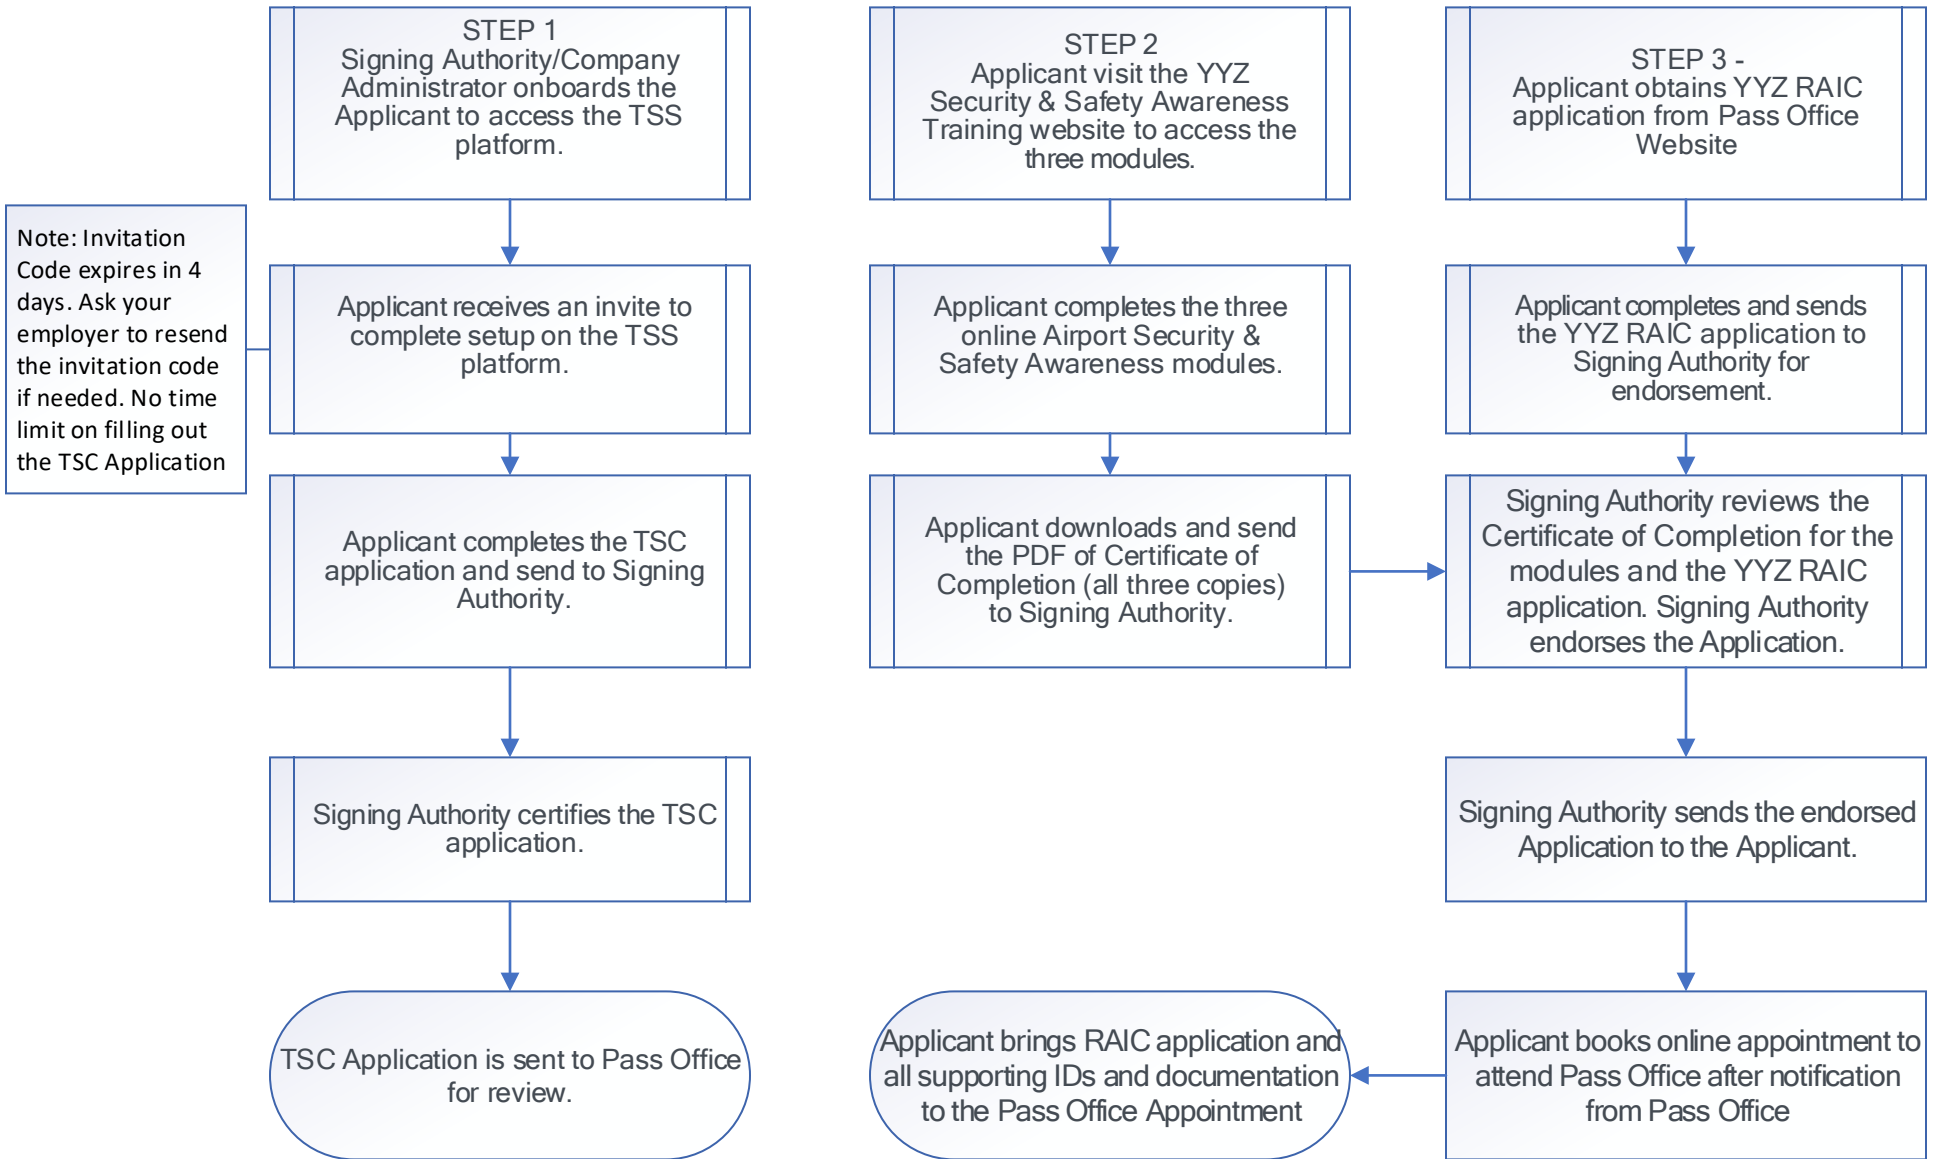 STEP 1
Signing Authority/Company
Administrator onboards the
Applicant to access the TSS
platform.
STEP 2
Applicant visit the YYZ
Security & Safety Awareness
Training website to access the
three modules.
STEP 3 -
Applicant obtains YYZ RAIC
application from Pass Office
Website
Note: Invitation
Code expires in 4
days. Ask your
employer to resend
the invitation code
if needed. No time
limit on filling out
the TSC Application
Applicant receives an invite to
complete setup on the TSS
platform.
Applicant completes the three
online Airport Security &
Safety Awareness modules.
Applicant completes and sends
the YYZ RAIC application to
Signing Authority for
endorsement.
Applicant completes the TSC
application and send to Signing
Authority.
Applicant downloads and send
the PDF of Certificate of
Completion (all three copies)
to Signing Authority.
Signing Authority reviews the
Certificate of Completion for the
modules and the YYZ RAIC
application. Signing Authority
endorses the Application.
Signing Authority certifies the TSC
application.
Signing Authority sends the endorsed
Application to the Applicant.
TSC Application is sent to Pass Office
for review.
Applicant brings RAIC application and
all supporting IDs and documentation
to the Pass Office Appointment
Applicant books online appointment to
attend Pass Office after notification
from Pass Office